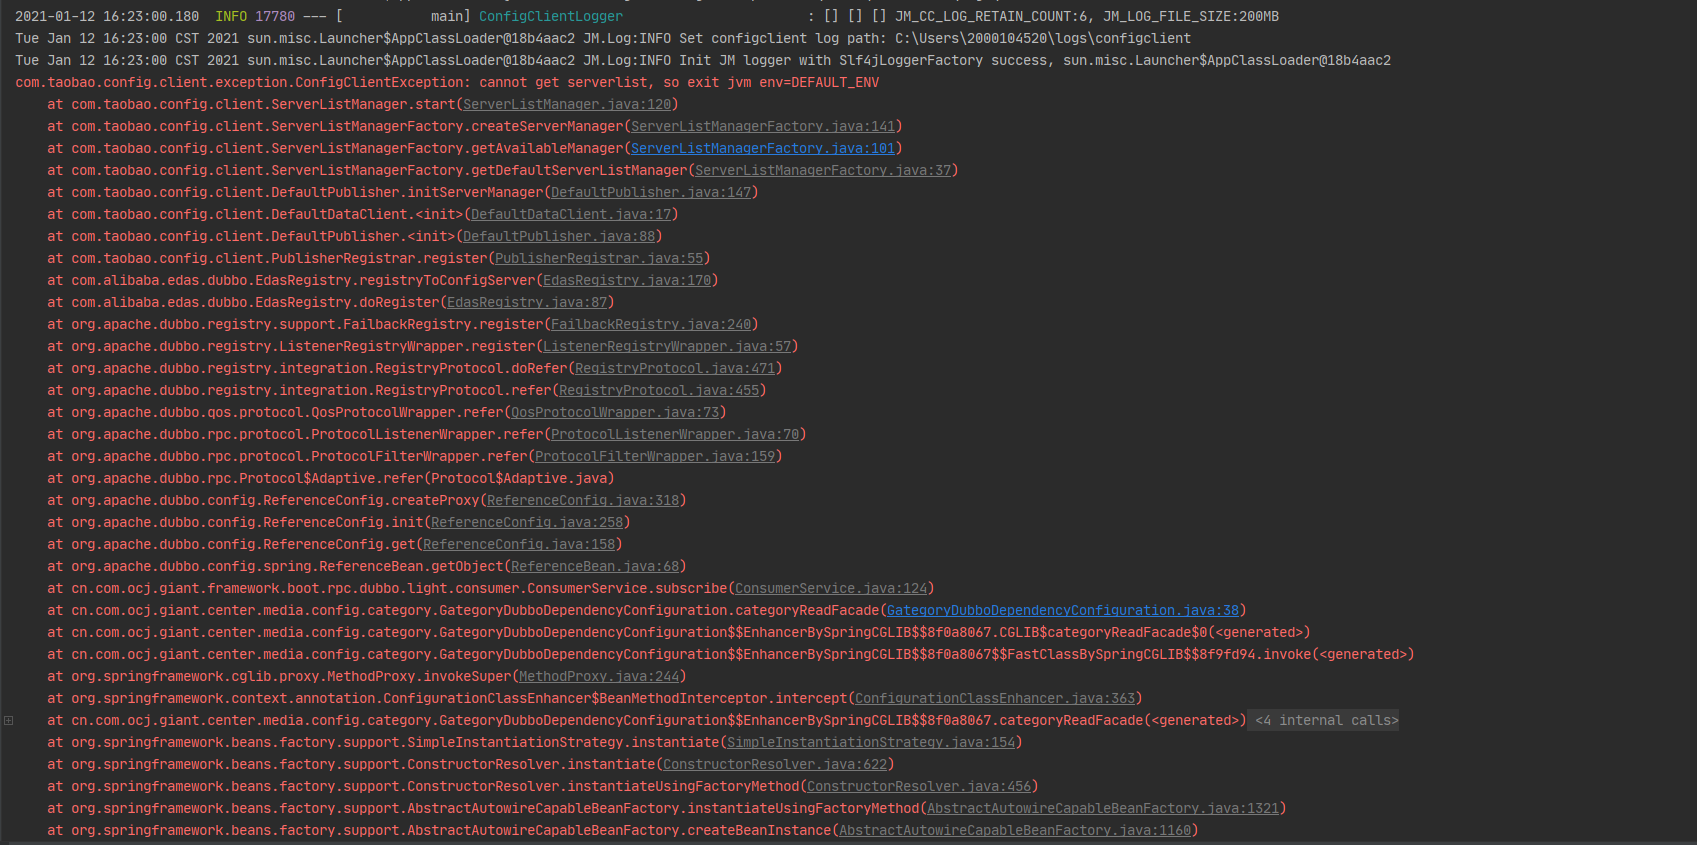 2021-01-12 16:23:00.180  INFO 17780 --- [           main] ConfigClientLogger                       : [] [] [] JM_CC_LOG_RETAIN_COUNT:6, JM_LOG_FILE_SIZE:200MB
Tue Jan 12 16:23:00 CST 2021 sun.misc.Launcher$AppClassLoader@18b4aac2 JM.Log:INFO Set configclient log path: C:\Users\2000104520\logs\configclient
Tue Jan 12 16:23:00 CST 2021 sun.misc.Launcher$AppClassLoader@18b4aac2 JM.Log:INFO Init JM logger with Slf4jLoggerFactory success, sun.misc.Launcher$AppClassLoader@18b4aac2
com.taobao.config.client.exception.ConfigClientException: cannot get serverlist, so exit jvm env=DEFAULT_ENV
    at com.taobao.config.client.ServerListManager.start(ServerListManager.java:120)
    at com.taobao.config.client.ServerListManagerFactory.createServerManager(ServerListManagerFactory.java:141)
    at com.taobao.config.client.ServerListManagerFactory.getAvailableManager(ServerListManagerFactory.java:101)
    at com.taobao.config.client.ServerListManagerFactory.getDefaultServerListManager(ServerListManagerFactory.java:37)
    at com.taobao.config.client.DefaultPublisher.initServerManager(DefaultPublisher.java:147)
    at com.taobao.config.client.DefaultDataClient.<init>(DefaultDataClient.java:17)
    at com.taobao.config.client.DefaultPublisher.<init>(DefaultPublisher.java:88)
    at com.taobao.config.client.PublisherRegistrar.register(PublisherRegistrar.java:55)
    at com.alibaba.edas.dubbo.EdasRegistry.registryToConfigServer(EdasRegistry.java:170)
    at com.alibaba.edas.dubbo.EdasRegistry.doRegister(EdasRegistry.java:87)
    at org.apache.dubbo.registry.support.FailbackRegistry.register(FailbackRegistry.java:240)
    at org.apache.dubbo.registry.ListenerRegistryWrapper.register(ListenerRegistryWrapper.java:57)
    at org.apache.dubbo.registry.integration.RegistryProtocol.doRefer(RegistryProtocol.java:471)
    at org.apache.dubbo.registry.integration.RegistryProtocol.refer(RegistryProtocol.java:455)
    at org.apache.dubbo.qos.protocol.QosProtocolWrapper.refer(QosProtocolWrapper.java:73)
    at org.apache.dubbo.rpc.protocol.ProtocolListenerWrapper.refer(ProtocolListenerWrapper.java:70)
    at org.apache.dubbo.rpc.protocol.ProtocolFilterWrapper.refer(ProtocolFilterWrapper.java:159)
    at org.apache.dubbo.rpc.Protocol$Adaptive.refer(Protocol$Adaptive.java)
    at org.apache.dubbo.config.ReferenceConfig.createProxy(ReferenceConfig.java:318)
    at org.apache.dubbo.config.ReferenceConfig.init(ReferenceConfig.java:258)
    at org.apache.dubbo.config.ReferenceConfig.get(ReferenceConfig.java:158)
    at org.apache.dubbo.config.spring.ReferenceBean.getObject(ReferenceBean.java:68)
    at cn.com.ocj.giant.framework.boot.rpc.dubbo.light.consumer.ConsumerService.subscribe(ConsumerService.java:124)
    at cn.com.ocj.giant.center.media.config.category.GategoryDubboDependencyConfiguration.categoryReadFacade(GategoryDubboDependencyConfiguration.java:38)
    at cn.com.ocj.giant.center.media.config.category.GategoryDubboDependencyConfiguration$$EnhancerBySpringCGLIB$$8f0a8067.CGLIB$categoryReadFacade$0(<generated>)
    at cn.com.ocj.giant.center.media.config.category.GategoryDubboDependencyConfiguration$$EnhancerBySpringCGLIB$$8f0a8067$$FastClassBySpringCGLIB$$8f9fd94.invoke(<generated>)
    at org.springframework.cglib.proxy.MethodProxy.invokeSuper(MethodProxy.java:244)
    at org.springframework.context.annotation.ConfigurationClassEnhancer$BeanMethodInterceptor.intercept(ConfigurationClassEnhancer.java:363)
    at cn.com.ocj.giant.center.media.config.category.GategoryDubboDependencyConfiguration$$EnhancerBySpringCGLIB$$8f0a8067.categoryReadFacade(<generated>) <4 internal calls>
    at org.springframework.beans.factory.support.SimpleInstantiationStrategy.instantiate(SimpleInstantiationStrategy.java:154)
    at org.springframework.beans.factory.support.ConstructorResolver.instantiate(ConstructorResolver.java:622)
    at org.springframework.beans.factory.support.ConstructorResolver.instantiateUsingFactoryMethod(ConstructorResolver.java:456)
    at org.springframework.beans.factory.support.AbstractAutowireCapableBeanFactory.instantiateUsingFactoryMethod(AbstractAutowireCapableBeanFactory.java:1321)
    at org.springframework.beans.factory.support.AbstractAutowireCapableBeanFactory.createBeanInstance(AbstractAutowireCapableBeanFactory.java:1160)